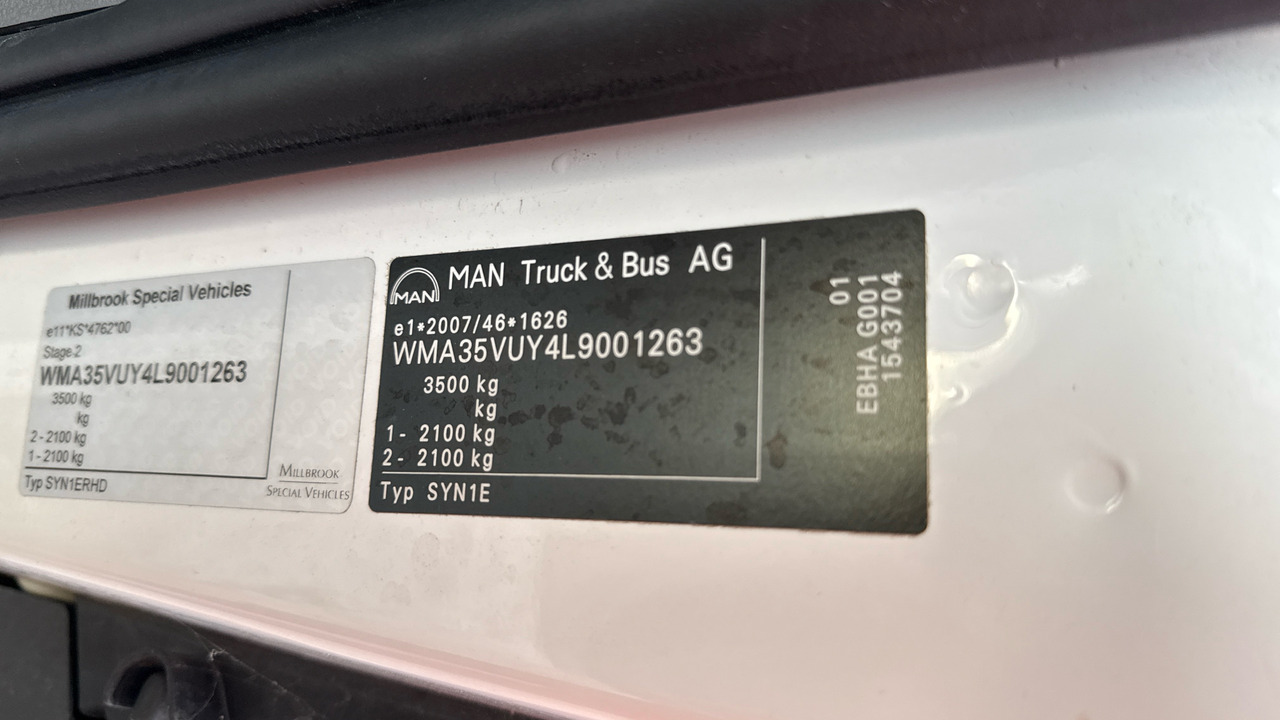 Millbrook Special Vehicles
e11*KS*4762*00
Stage 2
WMA35VUY4L9001263
3500 kg
kg
2 - 2100 kg
1 - 2100 kg
Typ SYN1ERHD
MILLBROOK
SPECIAL VEHICLES
MAN
MAN Truck & Bus AG
e1*2007/46*1626
WMA35VUY4L9001263
3500 kg
kg
1- 2100 kg
2- 2100 kg
Typ SYN1E
01
EBHA G001
1543704